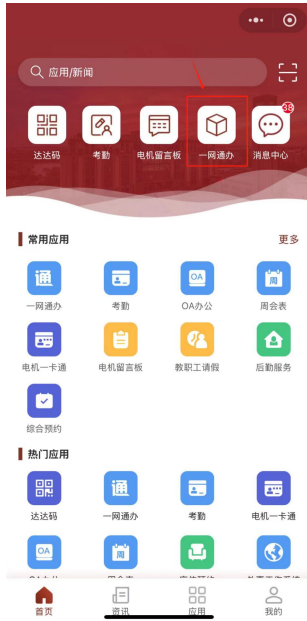 应用/新闻
38
达达码 考勤 电机留言板 一网通办 消息中心
常用应用 更多
通 OA 周
一网通办 考勤 OA办公 周会表
电机一卡通 电机留言板 教职工请假 后勤服务
综合预约
热门应用
通
达达码 一网通办 考勤 电机一卡通
OA 周
首页 资讯 应用 我的